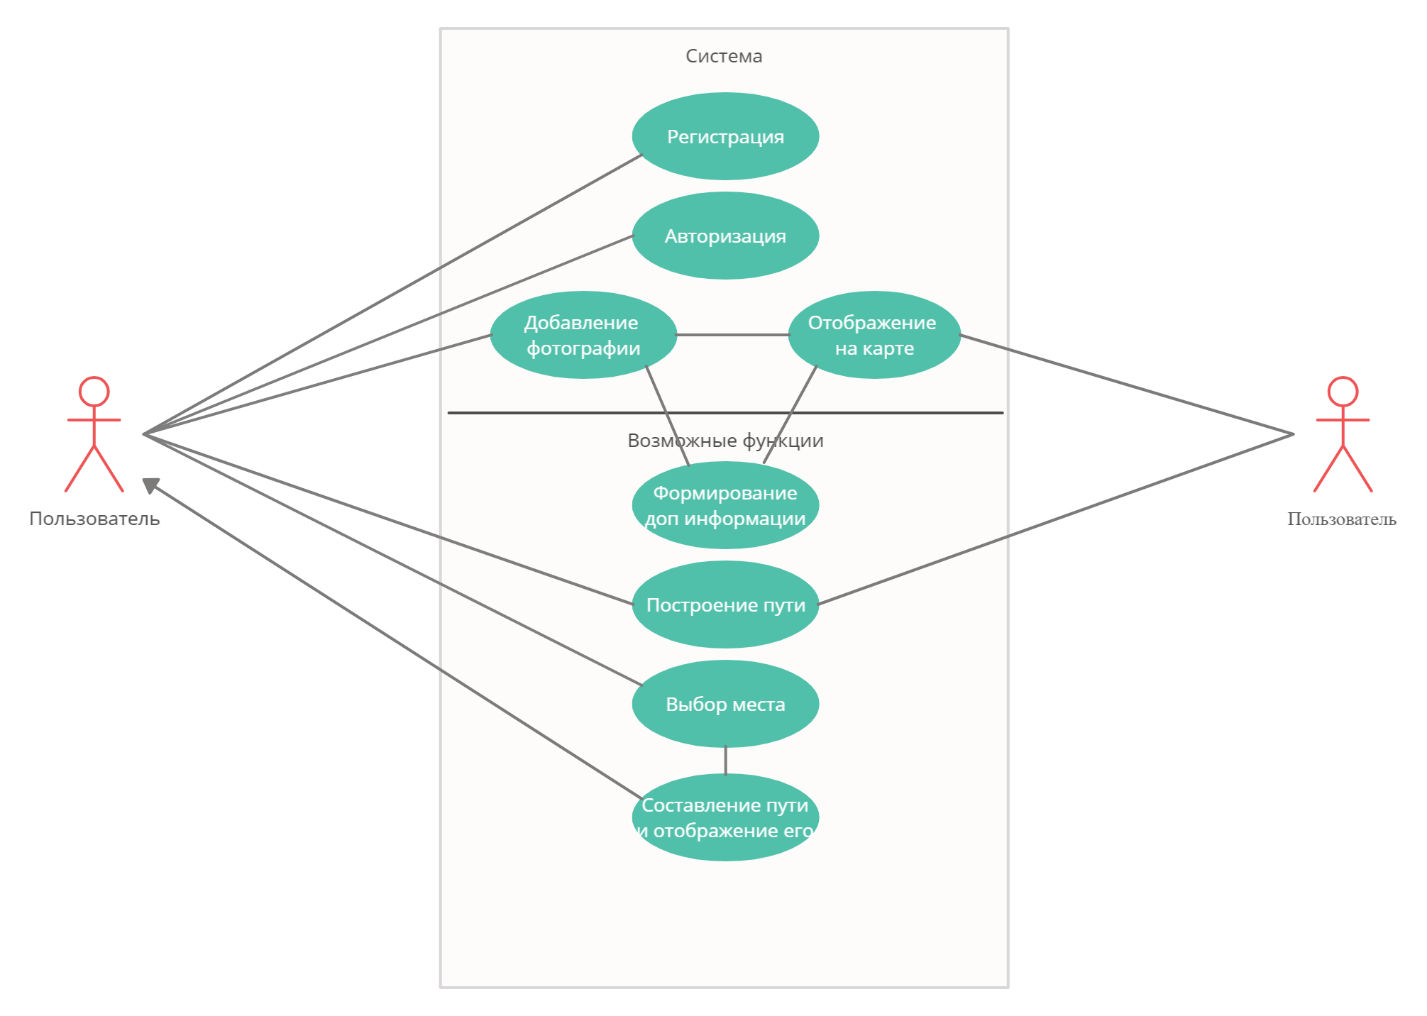 Система
Регистрация
Авторизация
Добавление
фотографии
Отображение
на карте
Возможные функции
Формирование
доп информации
Пользователь
Пользователь
Построение пути
Выбор места
Составление пути
и отображение его